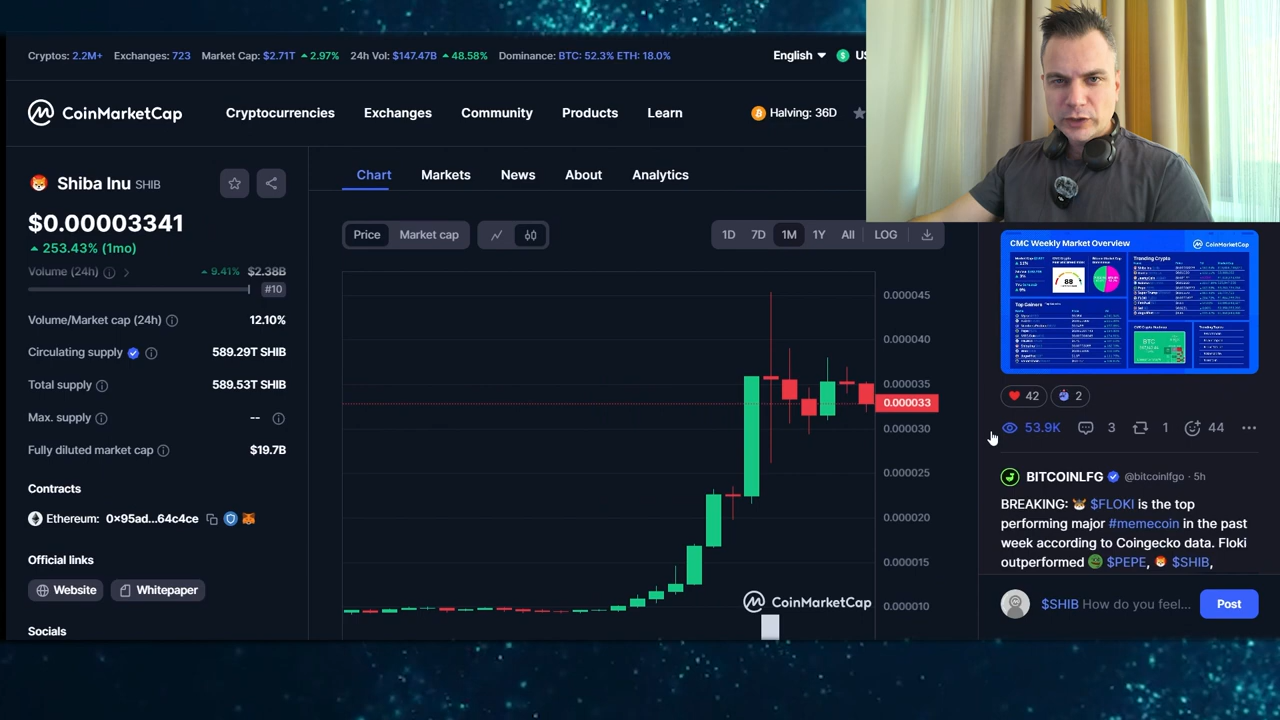 Cryptos: 2.2M+ Exchanges: 723 Market Cap: $2.71T 2.97% 24h Vol: $147.47B 48.58% Dominance: BTC: 52.3% ETH: 18.0% English
CoinMarketCap Cryptocurrencies Exchanges Community Products Learn Halving: 36D
Shiba Inu SHIB
$0.00003341
253.43% (1mo)
Volume (24h) 9.41% $2.38B
#10
Volume/Market cap (24h) 12.10%
Circulating supply 589.29T SHIB
Total supply 589.53T SHIB
Max. supply --
Fully diluted market cap $19.7B
Contracts
Ethereum: 0x95ad...64c4ce
Official links
Website Whitepaper
Socials
Chart Markets News About Analytics
Price Market cap 1D 7D 1M 1Y All LOG
0.000045
0.000040
0.000035
0.000033
0.000030
0.000025
0.000020
0.000015
0.000010
CoinMarketCap
CMC Weekly Market Overview CoinMarketCap
Trending Crypto
88
Top Gainers
42 2
53.9K 3 1 44
BITCOINLFG @bitcoinlfgo · 5h
BREAKING: $FLOKI is the top
performing major #memecoin in the past
week according to Coingecko data. Floki
outperformed $PEPE, $SHIB,
$SHIB How do you feel... Post